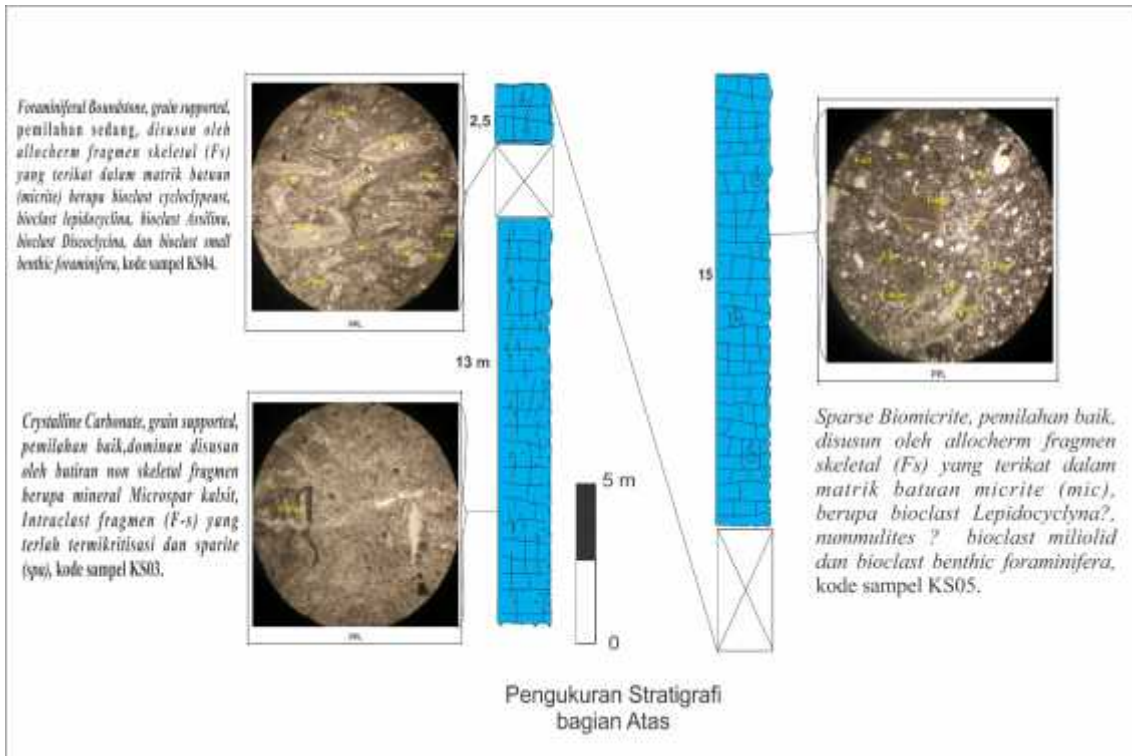 Foraminiferal Boundstone, grain supported,
pemilahan sedang, disusun oleh
allocherm fragmen skeletal (Fs)
yang terikat dalam matrik batuan
(micrite) berupa bioclast cycloclypeust,
bioclast lepidocyclina, bioclast Assilina,
bioclast Discoclycina, dan bioclast small
benthic foraminifera, kode sampel KS04.
PPL
2,5
13 m
Crystalline Carbonate, grain supported,
pemilahan baik,dominan disusun
oleh butiran non skeletal fragmen
berupa mineral Microspar kalsit,
Intraclast fragmen (F-s) yang
terlah termikritisasi dan sparite
(spa), kode sampel KS03.
PPL
5 m
0
15
PPL
Sparse Biomicrite, pemilahan baik,
disusun oleh allocherm fragmen
skeletal (Fs) yang terikat dalam
matrik batuan micrite (mic),
berupa bioclast Lepidocyclyna?,
nummulites ? bioclast miliolid
dan bioclast benthic foraminifera,
kode sampel KS05.
Pengukuran Stratigrafi
bagian Atas